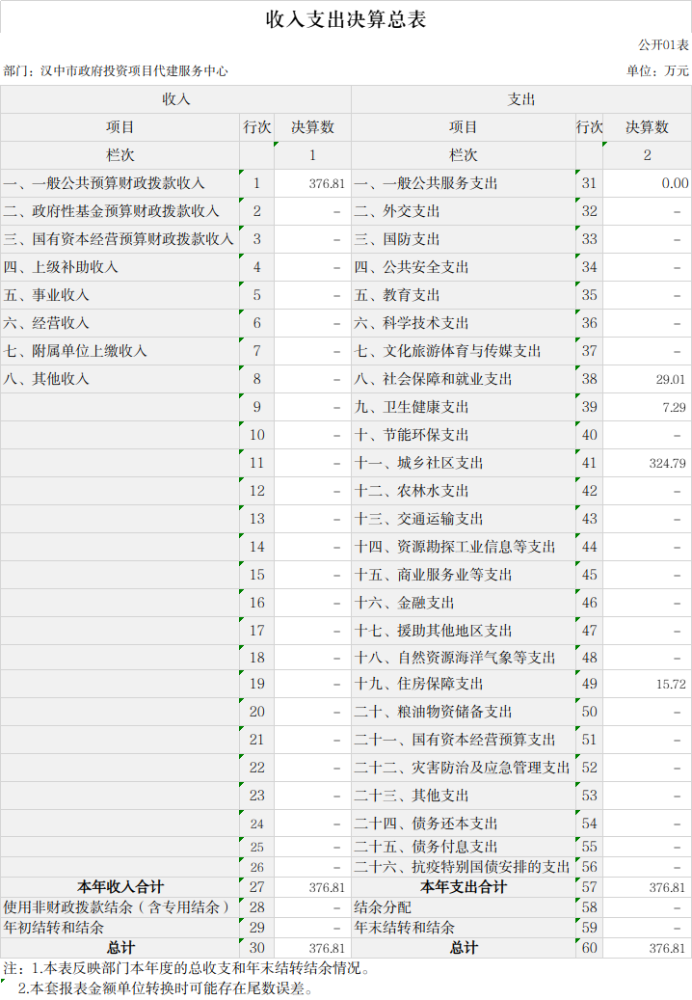 收入支出决算总表
公开01表
部门：汉中市政府投资项目代建服务中心 单位：万元
收入 支出
项目 行次 决算数 项目 行次 决算数
栏次 1 栏次 2
一、一般公共预算财政拨款收入 1 376.81 一、一般公共服务支出 31 0.00
二、政府性基金预算财政拨款收入 2 – 二、外交支出 32 –
三、国有资本经营预算财政拨款收入 3 – 三、国防支出 33 –
四、上级补助收入 4 – 四、公共安全支出 34 –
五、事业收入 5 – 五、教育支出 35 –
六、经营收入 6 – 六、科学技术支出 36 –
七、附属单位上缴收入 7 – 七、文化旅游体育与传媒支出 37 –
八、其他收入 8 – 八、社会保障和就业支出 38 29.01
9 – 九、卫生健康支出 39 7.29
10 – 十、节能环保支出 40 –
11 – 十一、城乡社区支出 41 324.79
12 – 十二、农林水支出 42 –
13 – 十三、交通运输支出 43 –
14 – 十四、资源勘探工业信息等支出 44 –
15 – 十五、商业服务业等支出 45 –
16 – 十六、金融支出 46 –
17 – 十七、援助其他地区支出 47 –
18 – 十八、自然资源海洋气象等支出 48 –
19 – 十九、住房保障支出 49 15.72
20 – 二十、粮油物资储备支出 50 –
21 – 二十一、国有资本经营预算支出 51 –
22 – 二十二、灾害防治及应急管理支出 52 –
23 – 二十三、其他支出 53 –
24 – 二十四、债务还本支出 54 –
25 – 二十五、债务付息支出 55 –
26 – 二十六、抗疫特别国债安排的支出 56 –
本年收入合计 27 376.81 本年支出合计 57 376.81
使用非财政拨款结余（含专用结余） 28 – 结余分配 58 –
年初结转和结余 29 – 年末结转和结余 59 –
总计 30 376.81 总计 60 376.81
注：1.本表反映部门本年度的总收支和年末结转结余情况。
2.本套报表金额单位转换时可能存在尾数误差。